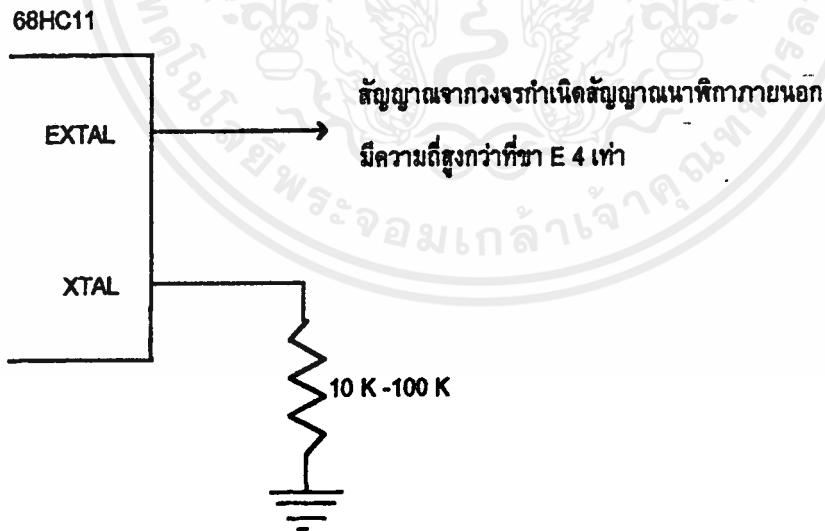 68HC11
EXTAL
สัญญาณจากวงจรกำเนิดสัญญาณนาฬิกาภายนอก
มีความถี่สูงกว่าที่ขา E 4 เท่า
XTAL
10 K -100 K